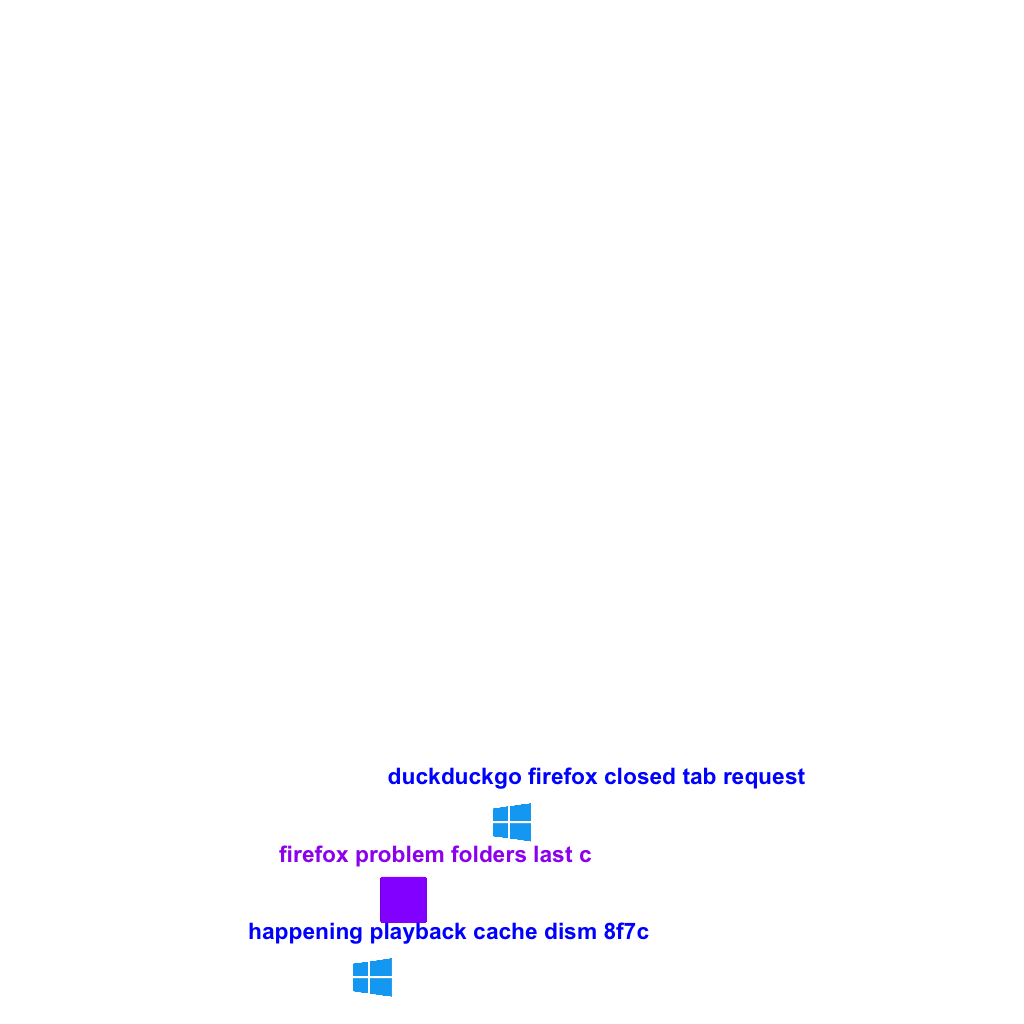 duckduckgo firefox closed tab request
firefox problem folders last c
happening playback cache dism 8f7c